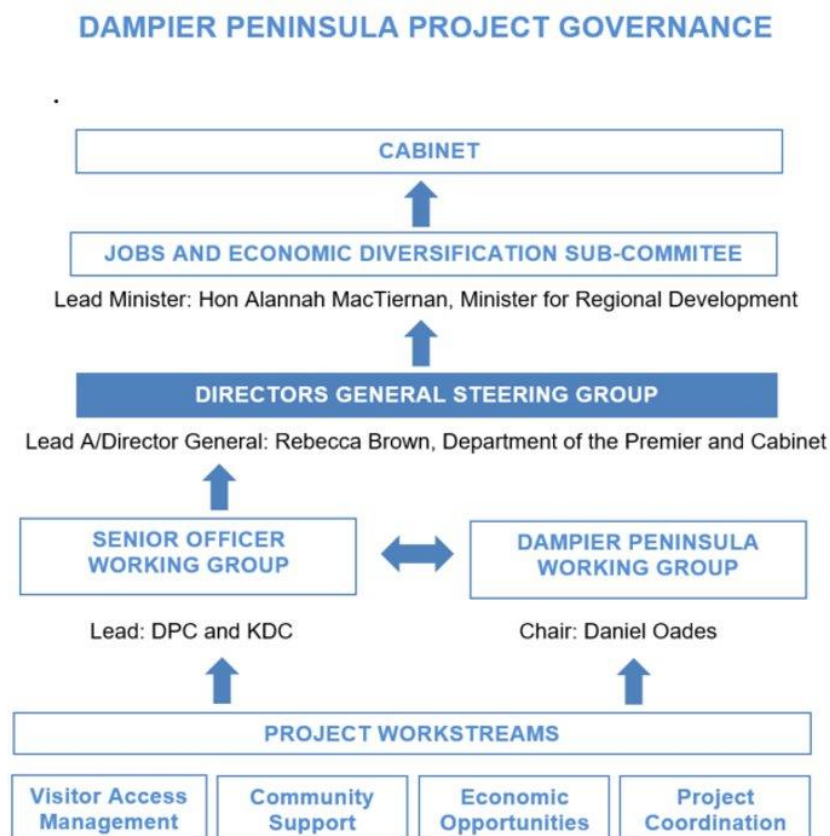 DAMPIER PENINSULA PROJECT GOVERNANCE
.
CABINET
JOBS AND ECONOMIC DIVERSIFICATION SUB-COMMITEE
Lead Minister: Hon Alannah MacTiernan, Minister for Regional Development
DIRECTORS GENERAL STEERING GROUP
Lead A/Director General: Rebecca Brown, Department of the Premier and Cabinet
SENIOR OFFICER
WORKING GROUP
DAMPIER PENINSULA
WORKING GROUP
Lead: DPC and KDC
Chair: Daniel Oades
PROJECT WORKSTREAMS
Visitor Access
Management
Community
Support
Economic
Opportunities
Project
Coordination